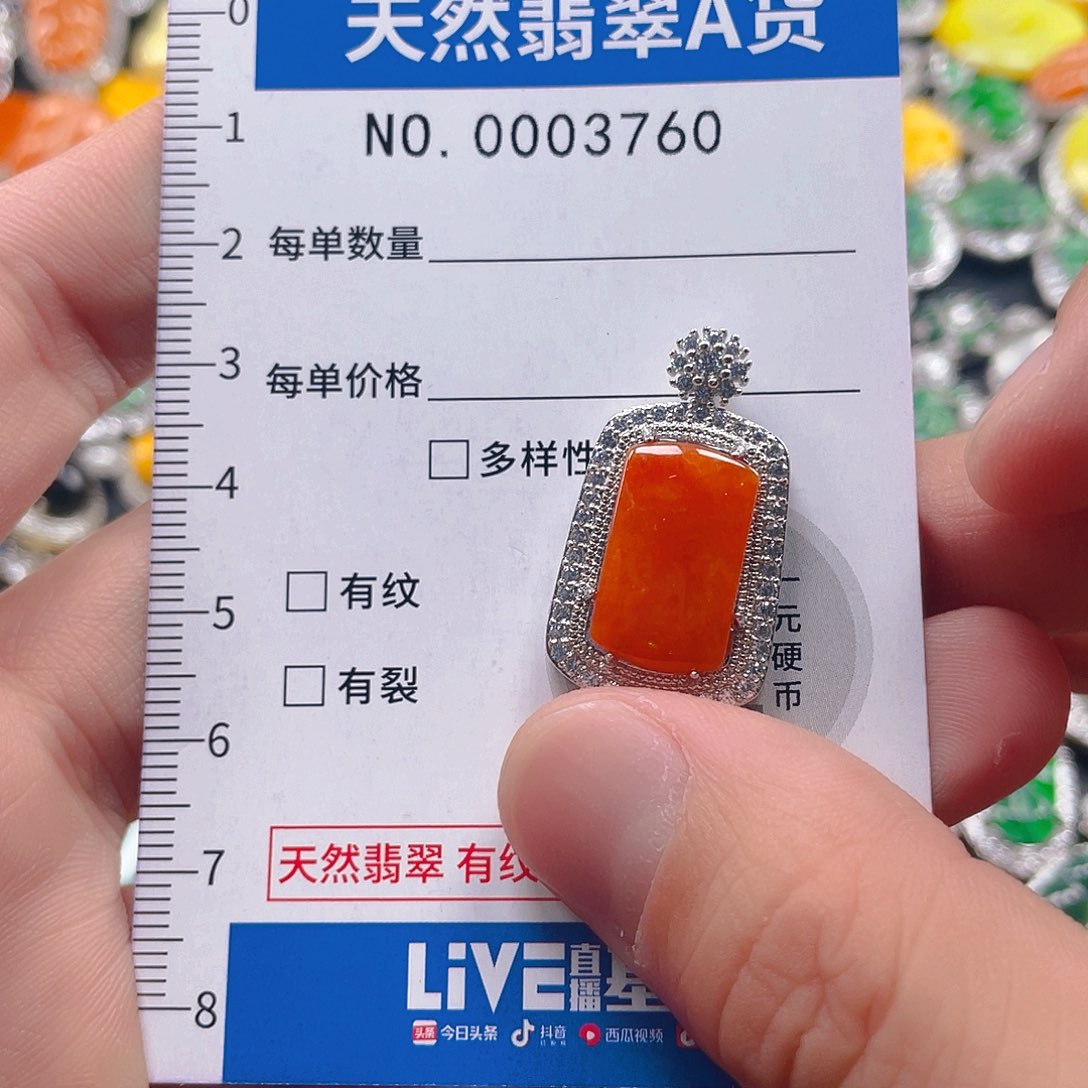 天然翡翠A货
NO.0003760
每单数量
每单价格
多样性
有纹
有裂
一元硬币
天然翡翠 有纹
LiVE直播
今日头条 抖音 西瓜视频
0
1
2
3
4
5
6
7
8